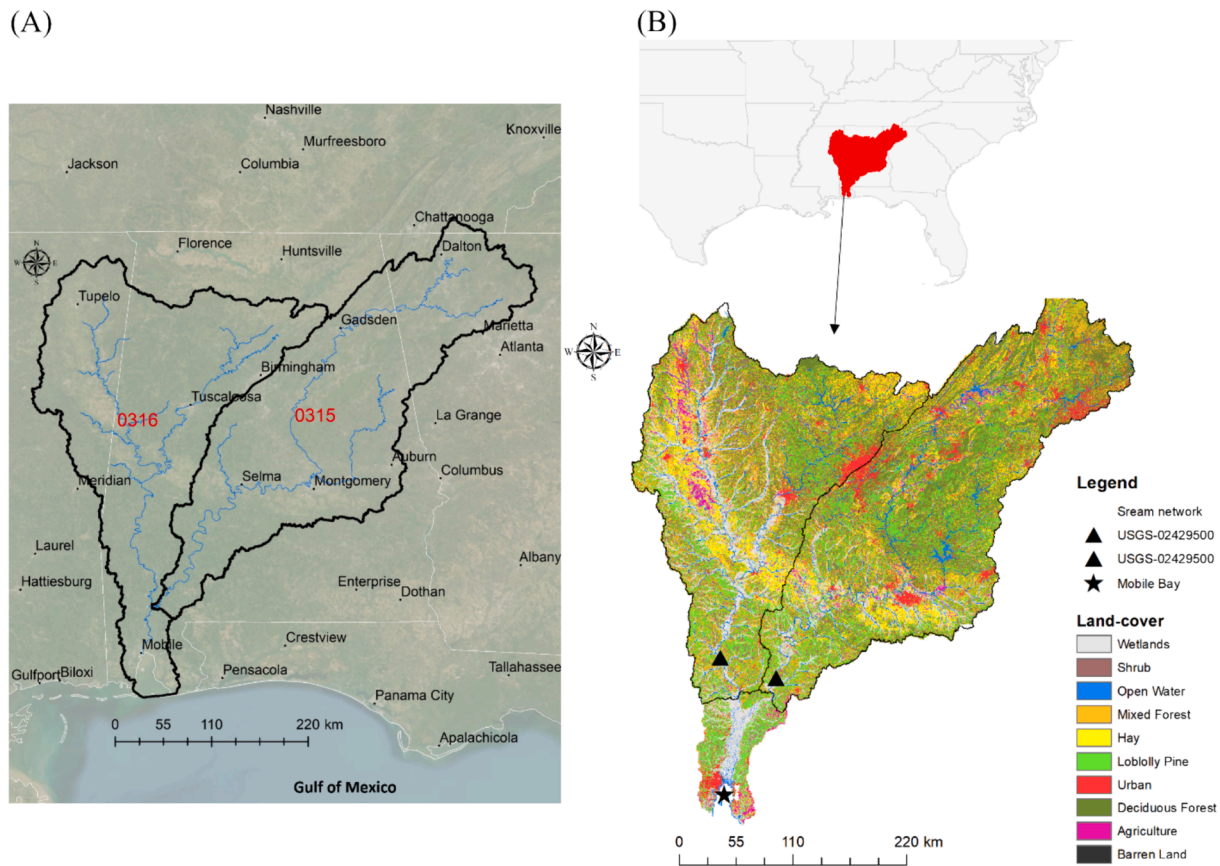 (A)
Nashville
Knoxville
Murfreesboro
Jackson
Columbia
Chattanooga
Florence
Huntsville
Dalton
N
W E
S
Tupelo
Gadsden
Marietta
Atlanta
Birmingham
Tuscaloosa
0316
0315
La Grange
Auburn
Columbus
Meridian
Selma
Montgomery
Laurel
Albany
Hattiesburg
Enterprise
Dothan
Mobile
Crestview
Gulfport
Biloxi
Pensacola
Tallahassee
Panama City
0 55 110 220 km
Apalachicola
Gulf of Mexico
(B)
N
W E
S
Legend
Sream network
USGS-02429500
USGS-02429500
Mobile Bay
Land-cover
Wetlands
Shrub
Open Water
Mixed Forest
Hay
Loblolly Pine
Urban
Deciduous Forest
Agriculture
Barren Land
0 55 110 220 km